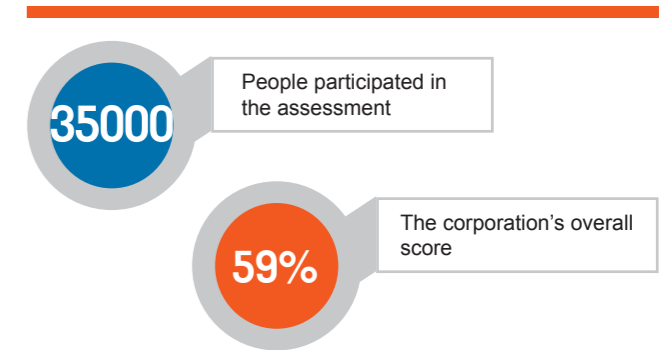 35000
People participated in
the assessment
59%
The corporation’s overall
score